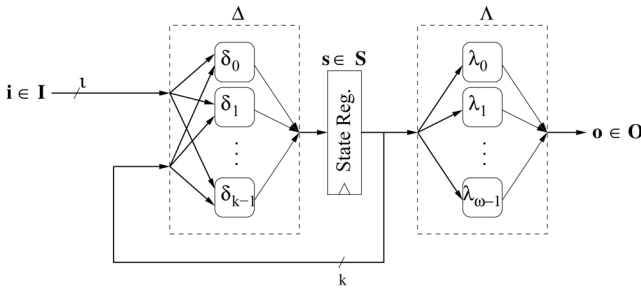 Δ Λ
s ∈ S
i ∈ I ι
δ₀ λ₀
δ₁ λ₁
⋮ ⋮
State Reg.
o ∈ O
δₖ₋₁ λω₋₁
k